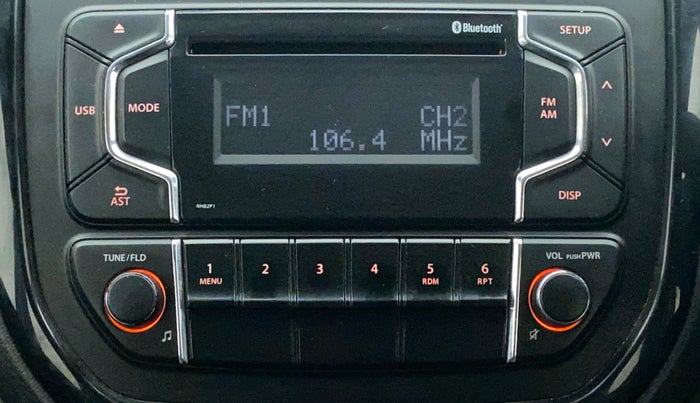 Bluetooth
SETUP
USB
MODE
FM
AM
FM1 CH2
106.4 MHz
AST
DISP
NH82F1
TUNE/FLD
VOL PUSH PWR
1 2 3 4 5 6
MENU RDM RPT